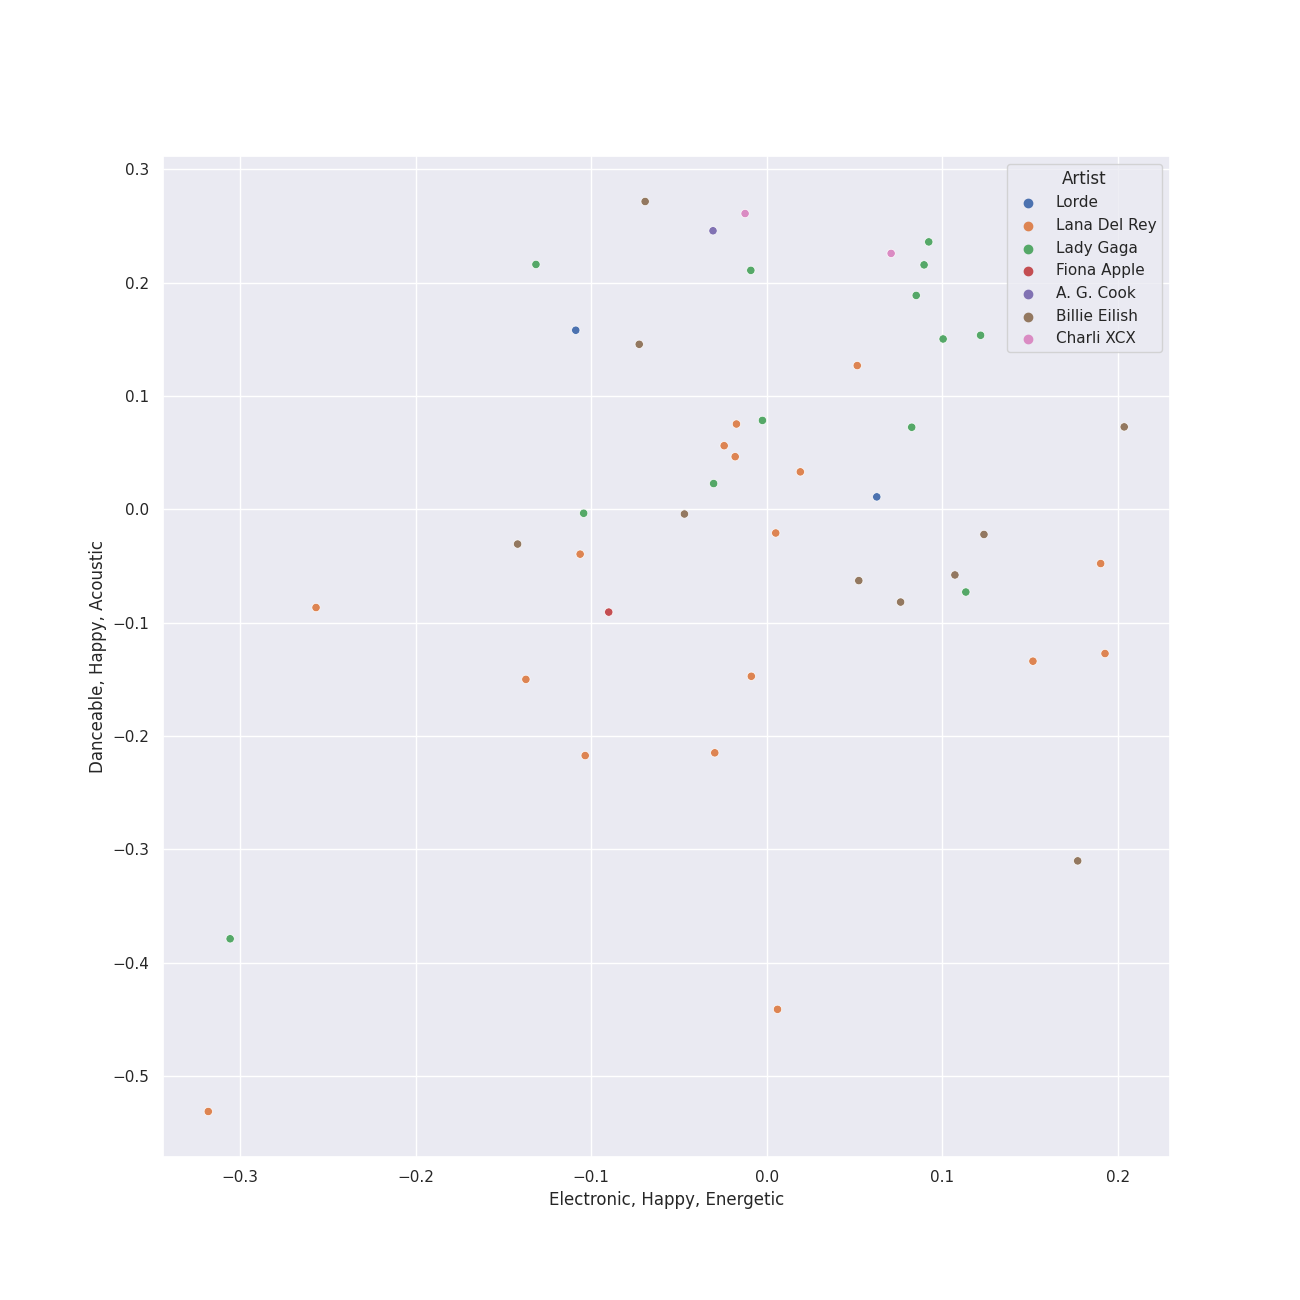 Artist
Lorde
Lana Del Rey
Lady Gaga
Fiona Apple
A. G. Cook
Billie Eilish
Charli XCX
0.3
0.2
0.1
0.0
−0.1
−0.2
−0.3
−0.4
−0.5
Danceable, Happy, Acoustic
−0.3
−0.2
−0.1
0.0
0.1
0.2
Electronic, Happy, Energetic